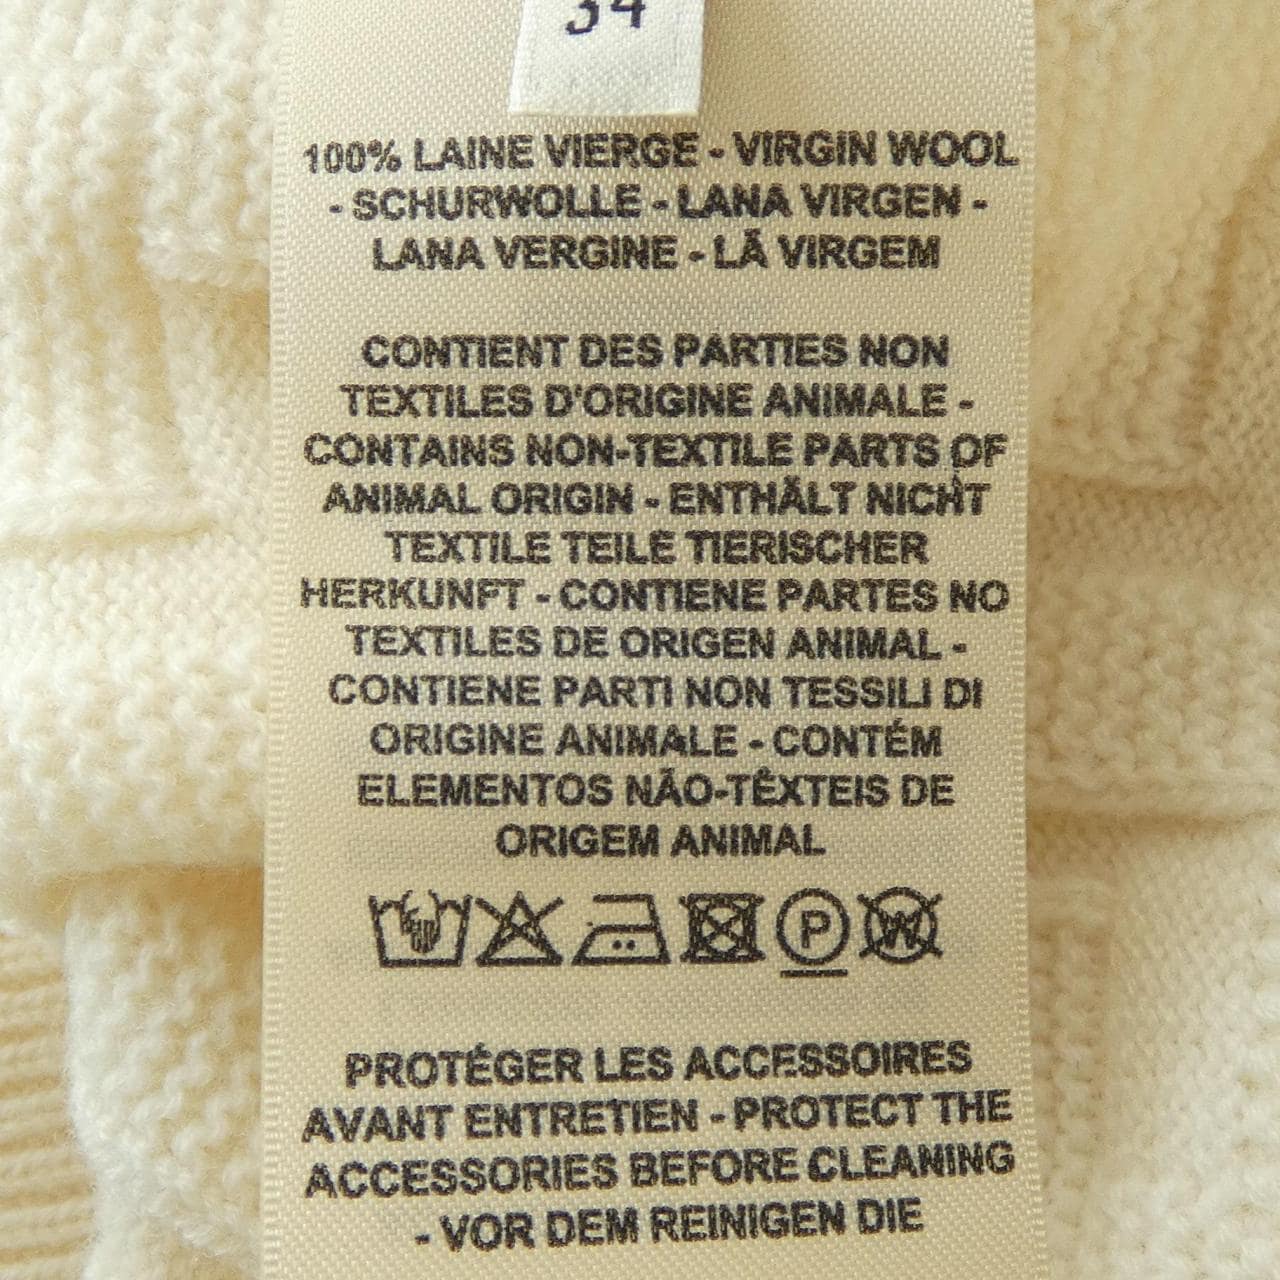 34
100% LAINE VIERGE - VIRGIN WOOL
- SCHURWOLLE - LANA VIRGEN -
LANA VERGINE - LÃ VIRGEM
CONTIENT DES PARTIES NON
TEXTILES D'ORIGINE ANIMALE -
CONTAINS NON-TEXTILE PARTS OF
ANIMAL ORIGIN - ENTHÄLT NICHT
TEXTILE TEILE TIERISCHER
HERKUNFT - CONTIENE PARTES NO
TEXTILES DE ORIGEN ANIMAL -
CONTIENE PARTI NON TESSILI DI
ORIGINE ANIMALE - CONTÉM
ELEMENTOS NÃO-TÊXTEIS DE
ORIGEM ANIMAL
P W
PROTÉGER LES ACCESSOIRES
AVANT ENTRETIEN - PROTECT THE
ACCESSORIES BEFORE CLEANING
- VOR DEM REINIGEN DIE